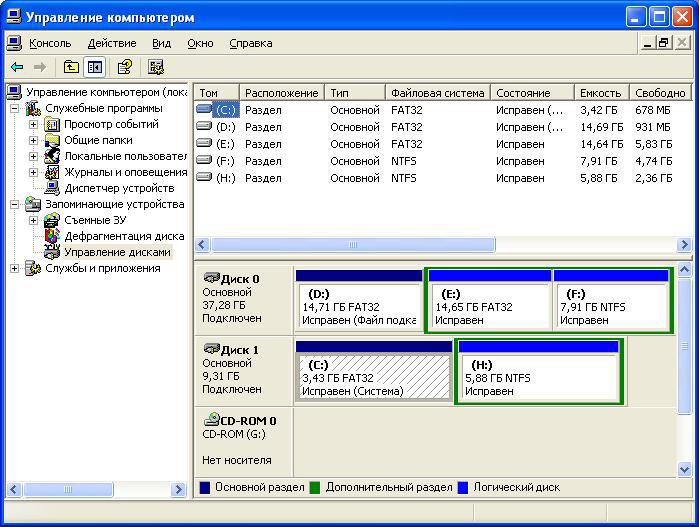 Управление компьютером
Консоль Действие Вид Окно Справка
Управление компьютером (лока
Служебные программы
Просмотр событий
Общие папки
Локальные пользовател
Журналы и оповещения
Диспетчер устройств
Запоминающие устройства
Съемные ЗУ
Дефрагментация диска
Управление дисками
Службы и приложения
Том Расположение Тип Файловая система Состояние Емкость Свободно
(C:) Раздел Основной FAT32 Исправен (... 3,42 ГБ 678 МБ
(D:) Раздел Основной FAT32 Исправен (... 14,69 ГБ 931 МБ
(E:) Раздел Основной FAT32 Исправен 14,64 ГБ 5,83 ГБ
(F:) Раздел Основной NTFS Исправен 7,91 ГБ 4,74 ГБ
(H:) Раздел Основной NTFS Исправен 5,88 ГБ 2,36 ГБ
Диск 0
Основной
37,28 ГБ
Подключен
(D:)
14,71 ГБ FAT32
Исправен (Файл подка
(E:)
14,65 ГБ FAT32
Исправен
(F:)
7,91 ГБ NTFS
Исправен
Диск 1
Основной
9,31 ГБ
Подключен
(C:)
3,43 ГБ FAT32
Исправен (Система)
(H:)
5,88 ГБ NTFS
Исправен
CD-ROM 0
CD-ROM (G:)
Нет носителя
Основной раздел Дополнительный раздел Логический диск